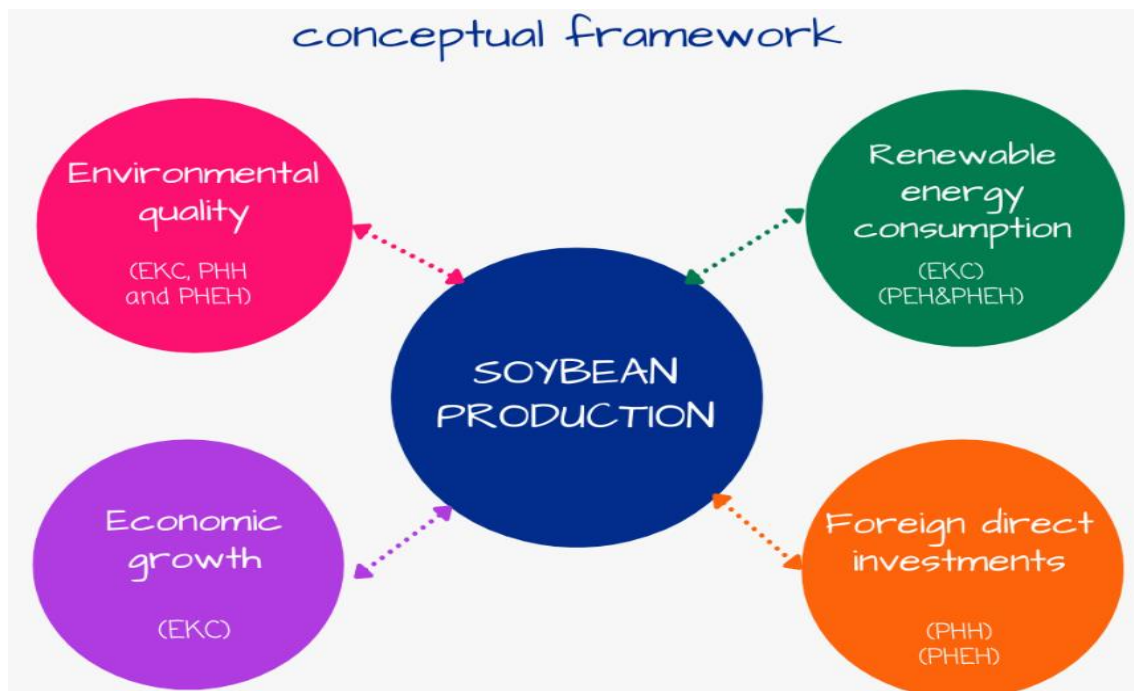 conceptual framework
Environmental
quality
(EKC, PHH
and PHEH)
Renewable
energy
consumption
(EKC)
(PEH&PHEH)
SOYBEAN
PRODUCTION
Economic
growth
(EKC)
Foreign direct
investments
(PHH)
(PHEH)